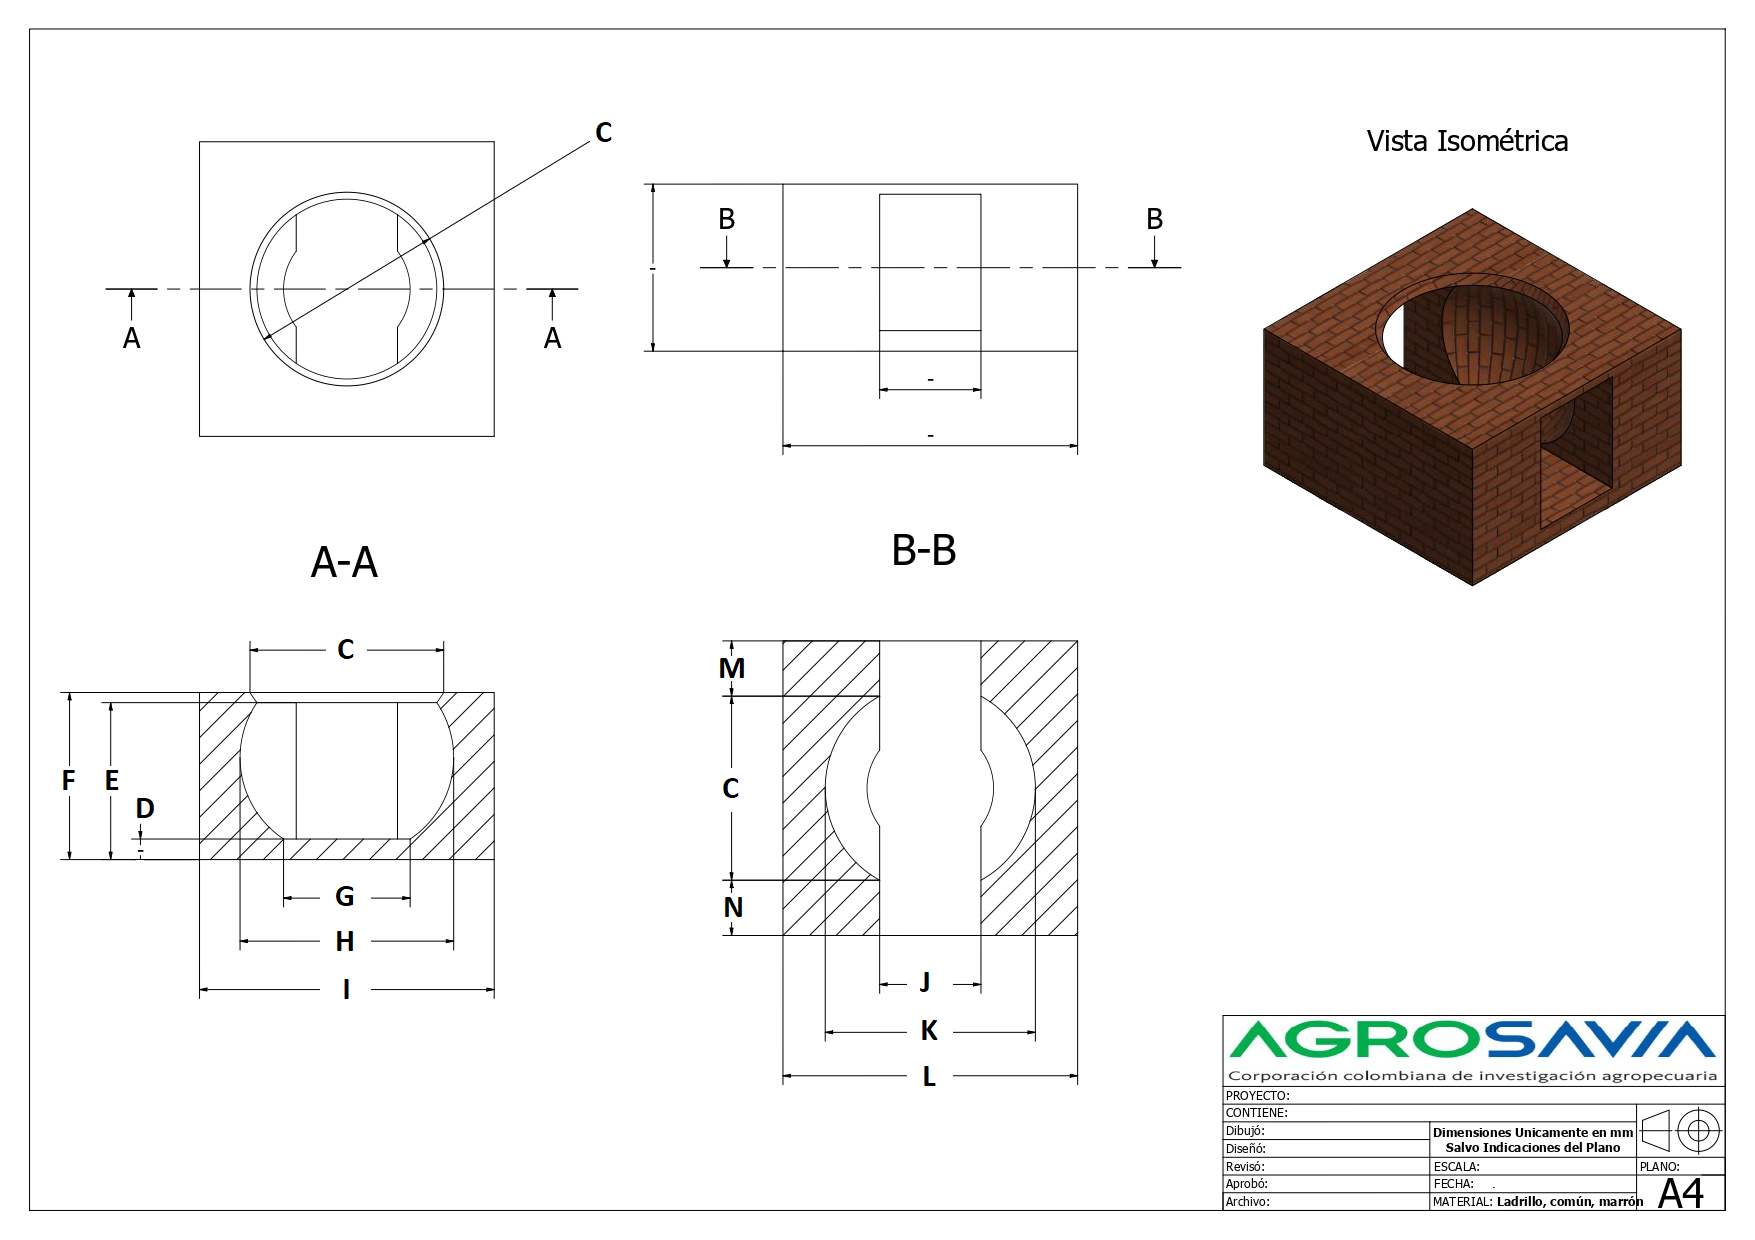 C
Vista Isométrica
B
B
-
A
A
-
-
A-A
B-B
C
M
F
E
D
-
C
G
N
H
I
J
K
L
AGROSAVIA
Corporación colombiana de investigación agropecuaria
PROYECTO:
CONTIENE:
Dibujó:
Dimensiones Unicamente en mm
Diseñó:
Salvo Indicaciones del Plano
Revisó:
ESCALA:
PLANO:
Aprobó:
FECHA: .
A4
Archivo:
MATERIAL: Ladrillo, común, marrón